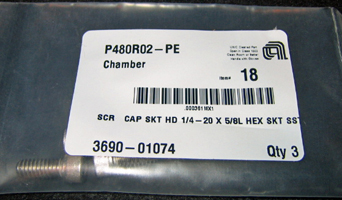 P480R02-PE
Chamber
18
SCR CAP SKT HD 1/4-20 X 5/8L HEX SKT SST
3690-01074
Qty 3